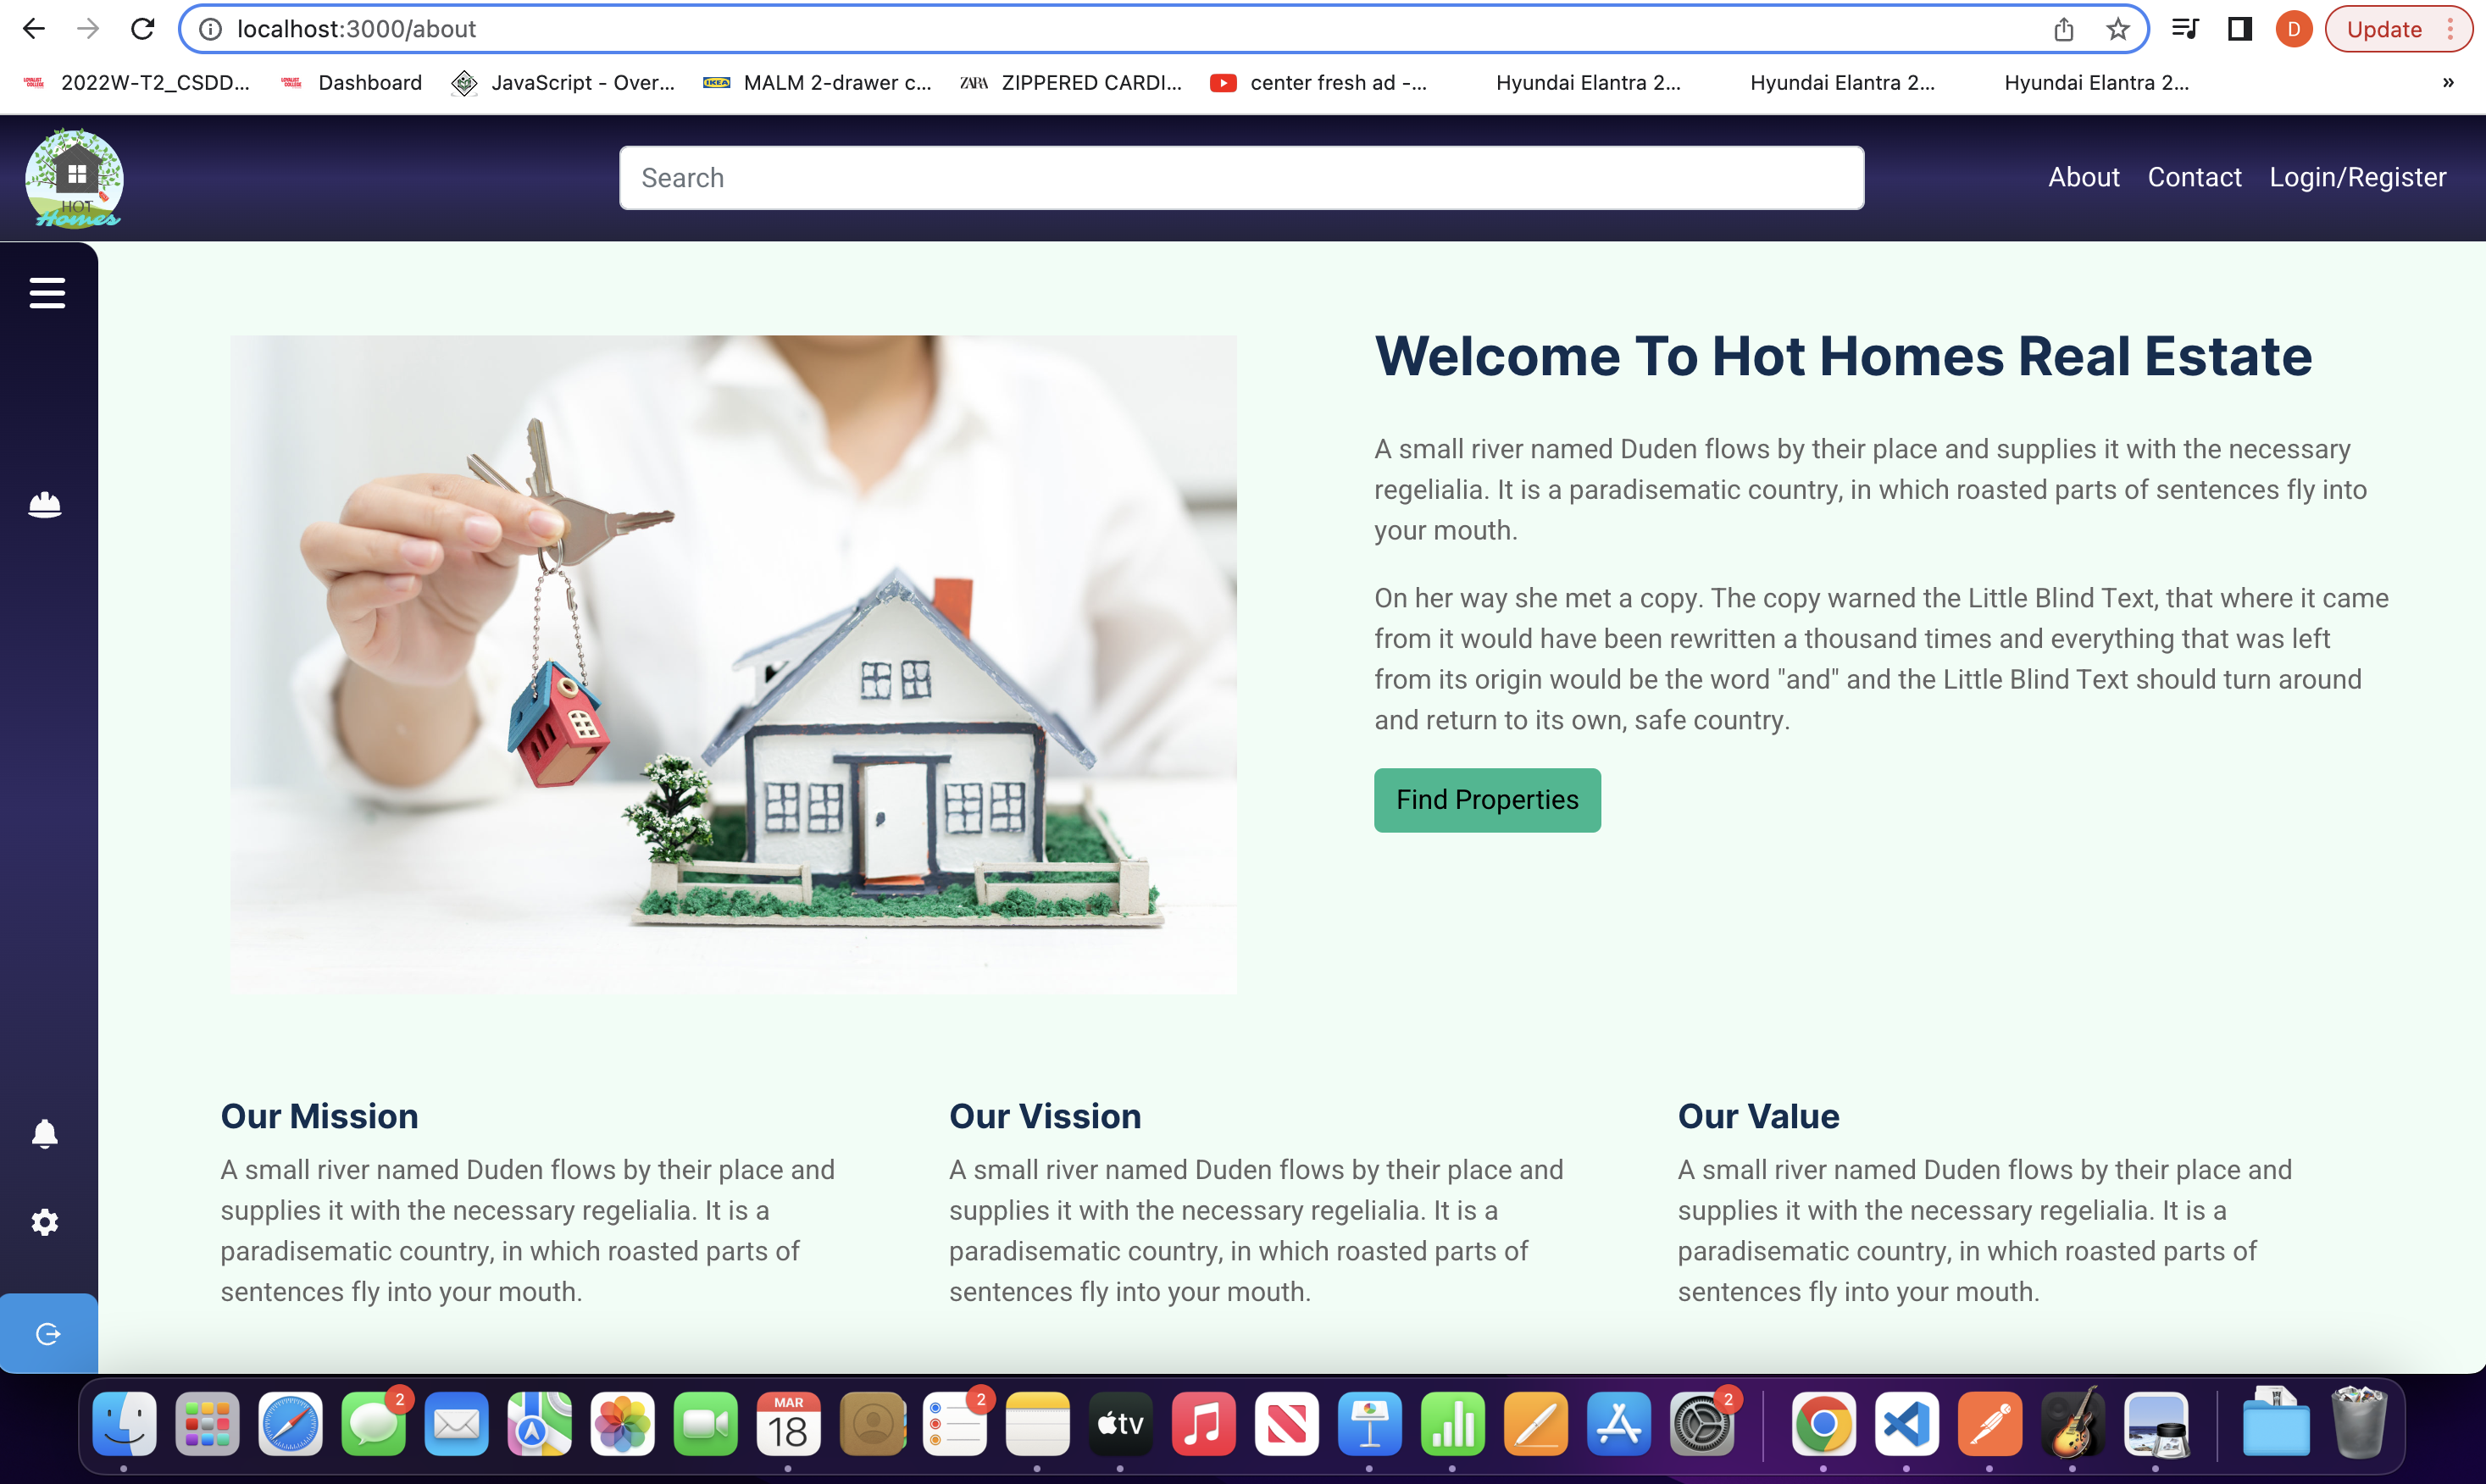 localhost:3000/about
D
Update
LOYALIST COLLEGE 2022W-T2_CSDD...
LOYALIST COLLEGE Dashboard
JavaScript - Over...
IKEA MALM 2-drawer c...
ZARA ZIPPERED CARDI...
center fresh ad -...
Hyundai Elantra 2...
Hyundai Elantra 2...
Hyundai Elantra 2...
»
HOT
Homes
Search
About Contact Login/Register
Welcome To Hot Homes Real Estate
A small river named Duden flows by their place and supplies it with the necessary
regelialia. It is a paradisematic country, in which roasted parts of sentences fly into
your mouth.
On her way she met a copy. The copy warned the Little Blind Text, that where it came
from it would have been rewritten a thousand times and everything that was left
from its origin would be the word "and" and the Little Blind Text should turn around
and return to its own, safe country.
Find Properties
Our Mission
A small river named Duden flows by their place and
supplies it with the necessary regelialia. It is a
paradisematic country, in which roasted parts of
sentences fly into your mouth.
Our Vission
A small river named Duden flows by their place and
supplies it with the necessary regelialia. It is a
paradisematic country, in which roasted parts of
sentences fly into your mouth.
Our Value
A small river named Duden flows by their place and
supplies it with the necessary regelialia. It is a
paradisematic country, in which roasted parts of
sentences fly into your mouth.
2
MAR
18
2
tv
2